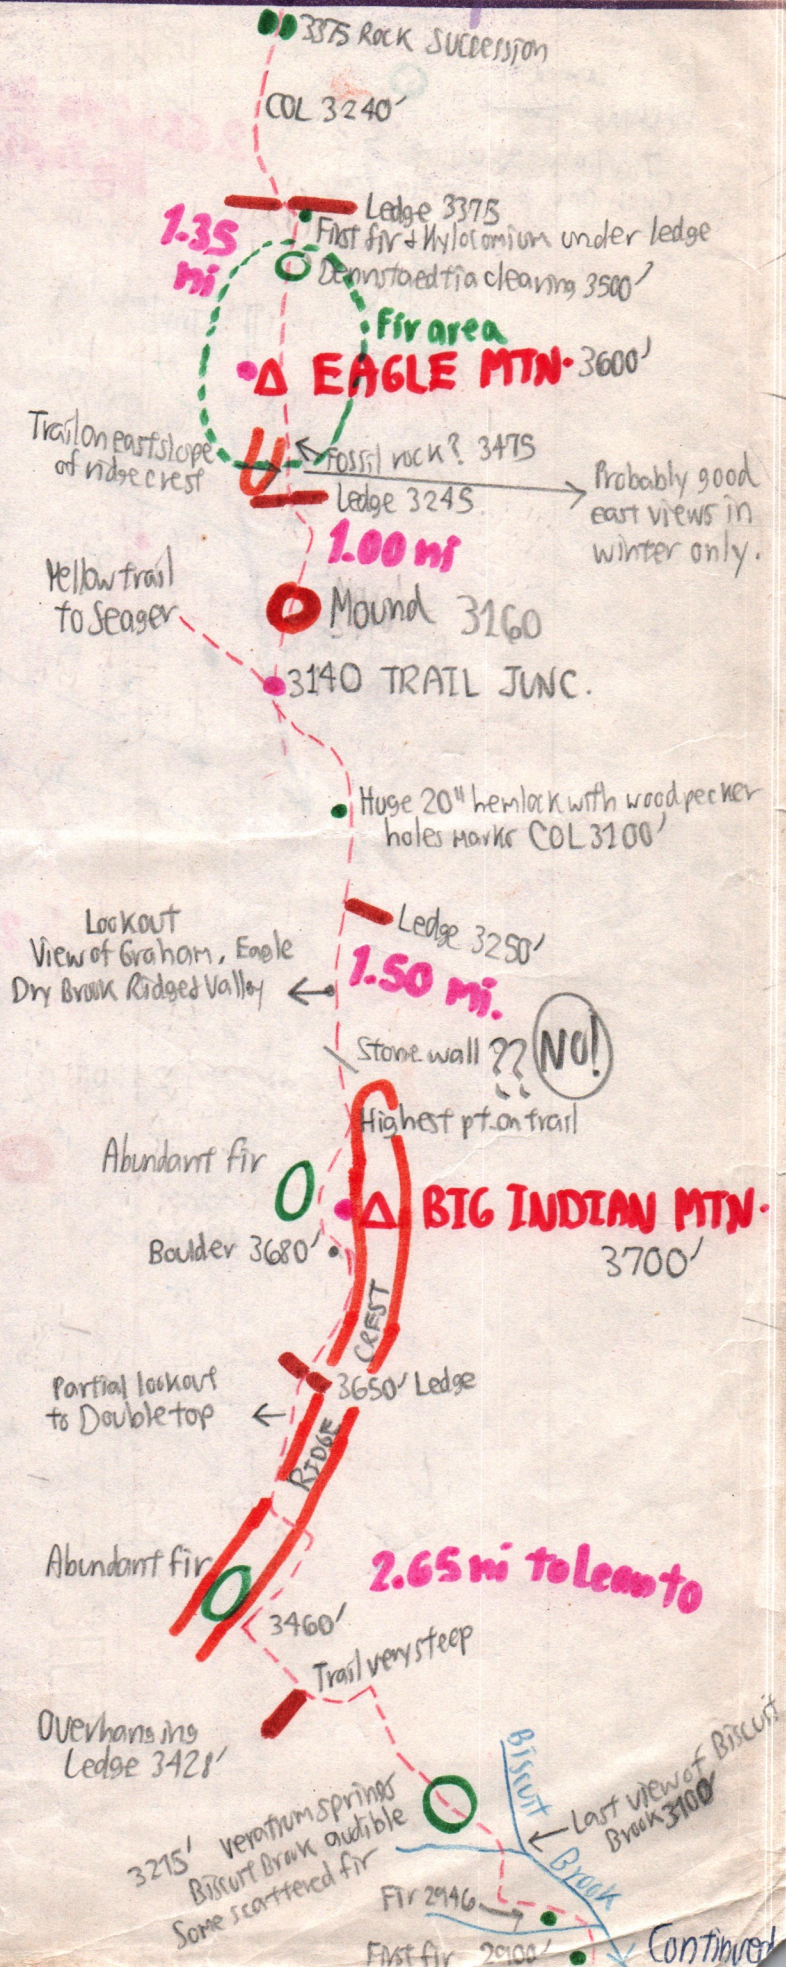 3375 Rock Succession
COL 3240'
Ledge 3375
1.35
mi
First fir & Hylocomium under ledge
Dennstaedtia clearing 3500'
Fir area
EAGLE MTN. 3600'
Trail on east slope
of ridge crest
Fossil rock? 3475
Ledge 3245
Probably good
east views in
winter only.
1.00 mi
Yellow trail
to Seager
Mound 3160
3140 TRAIL JUNC.
Huge 20" hemlock with woodpecker
holes marks COL 3100'
Ledge 3250'
Lookout
View of Graham, Eagle
Dry Brook Ridge & Valley
1.50 mi.
Stone wall ?? NO!
Highest pt. on trail
Abundant fir
BIG INDIAN MTN.
3700'
Boulder 3680'
CREST
Partial lookout
to Doubletop
3650' Ledge
RIDGE
Abundant fir
2.65 mi to leanto
3460'
Trail very steep
Overhanging
Ledge 3428'
Biscuit
Brook
Last view of Biscuit
Brook 3100'
3275' veratrum springs
Biscuit Brook audible
Some scattered fir
Fir 2946
First fir 2900'
Continued